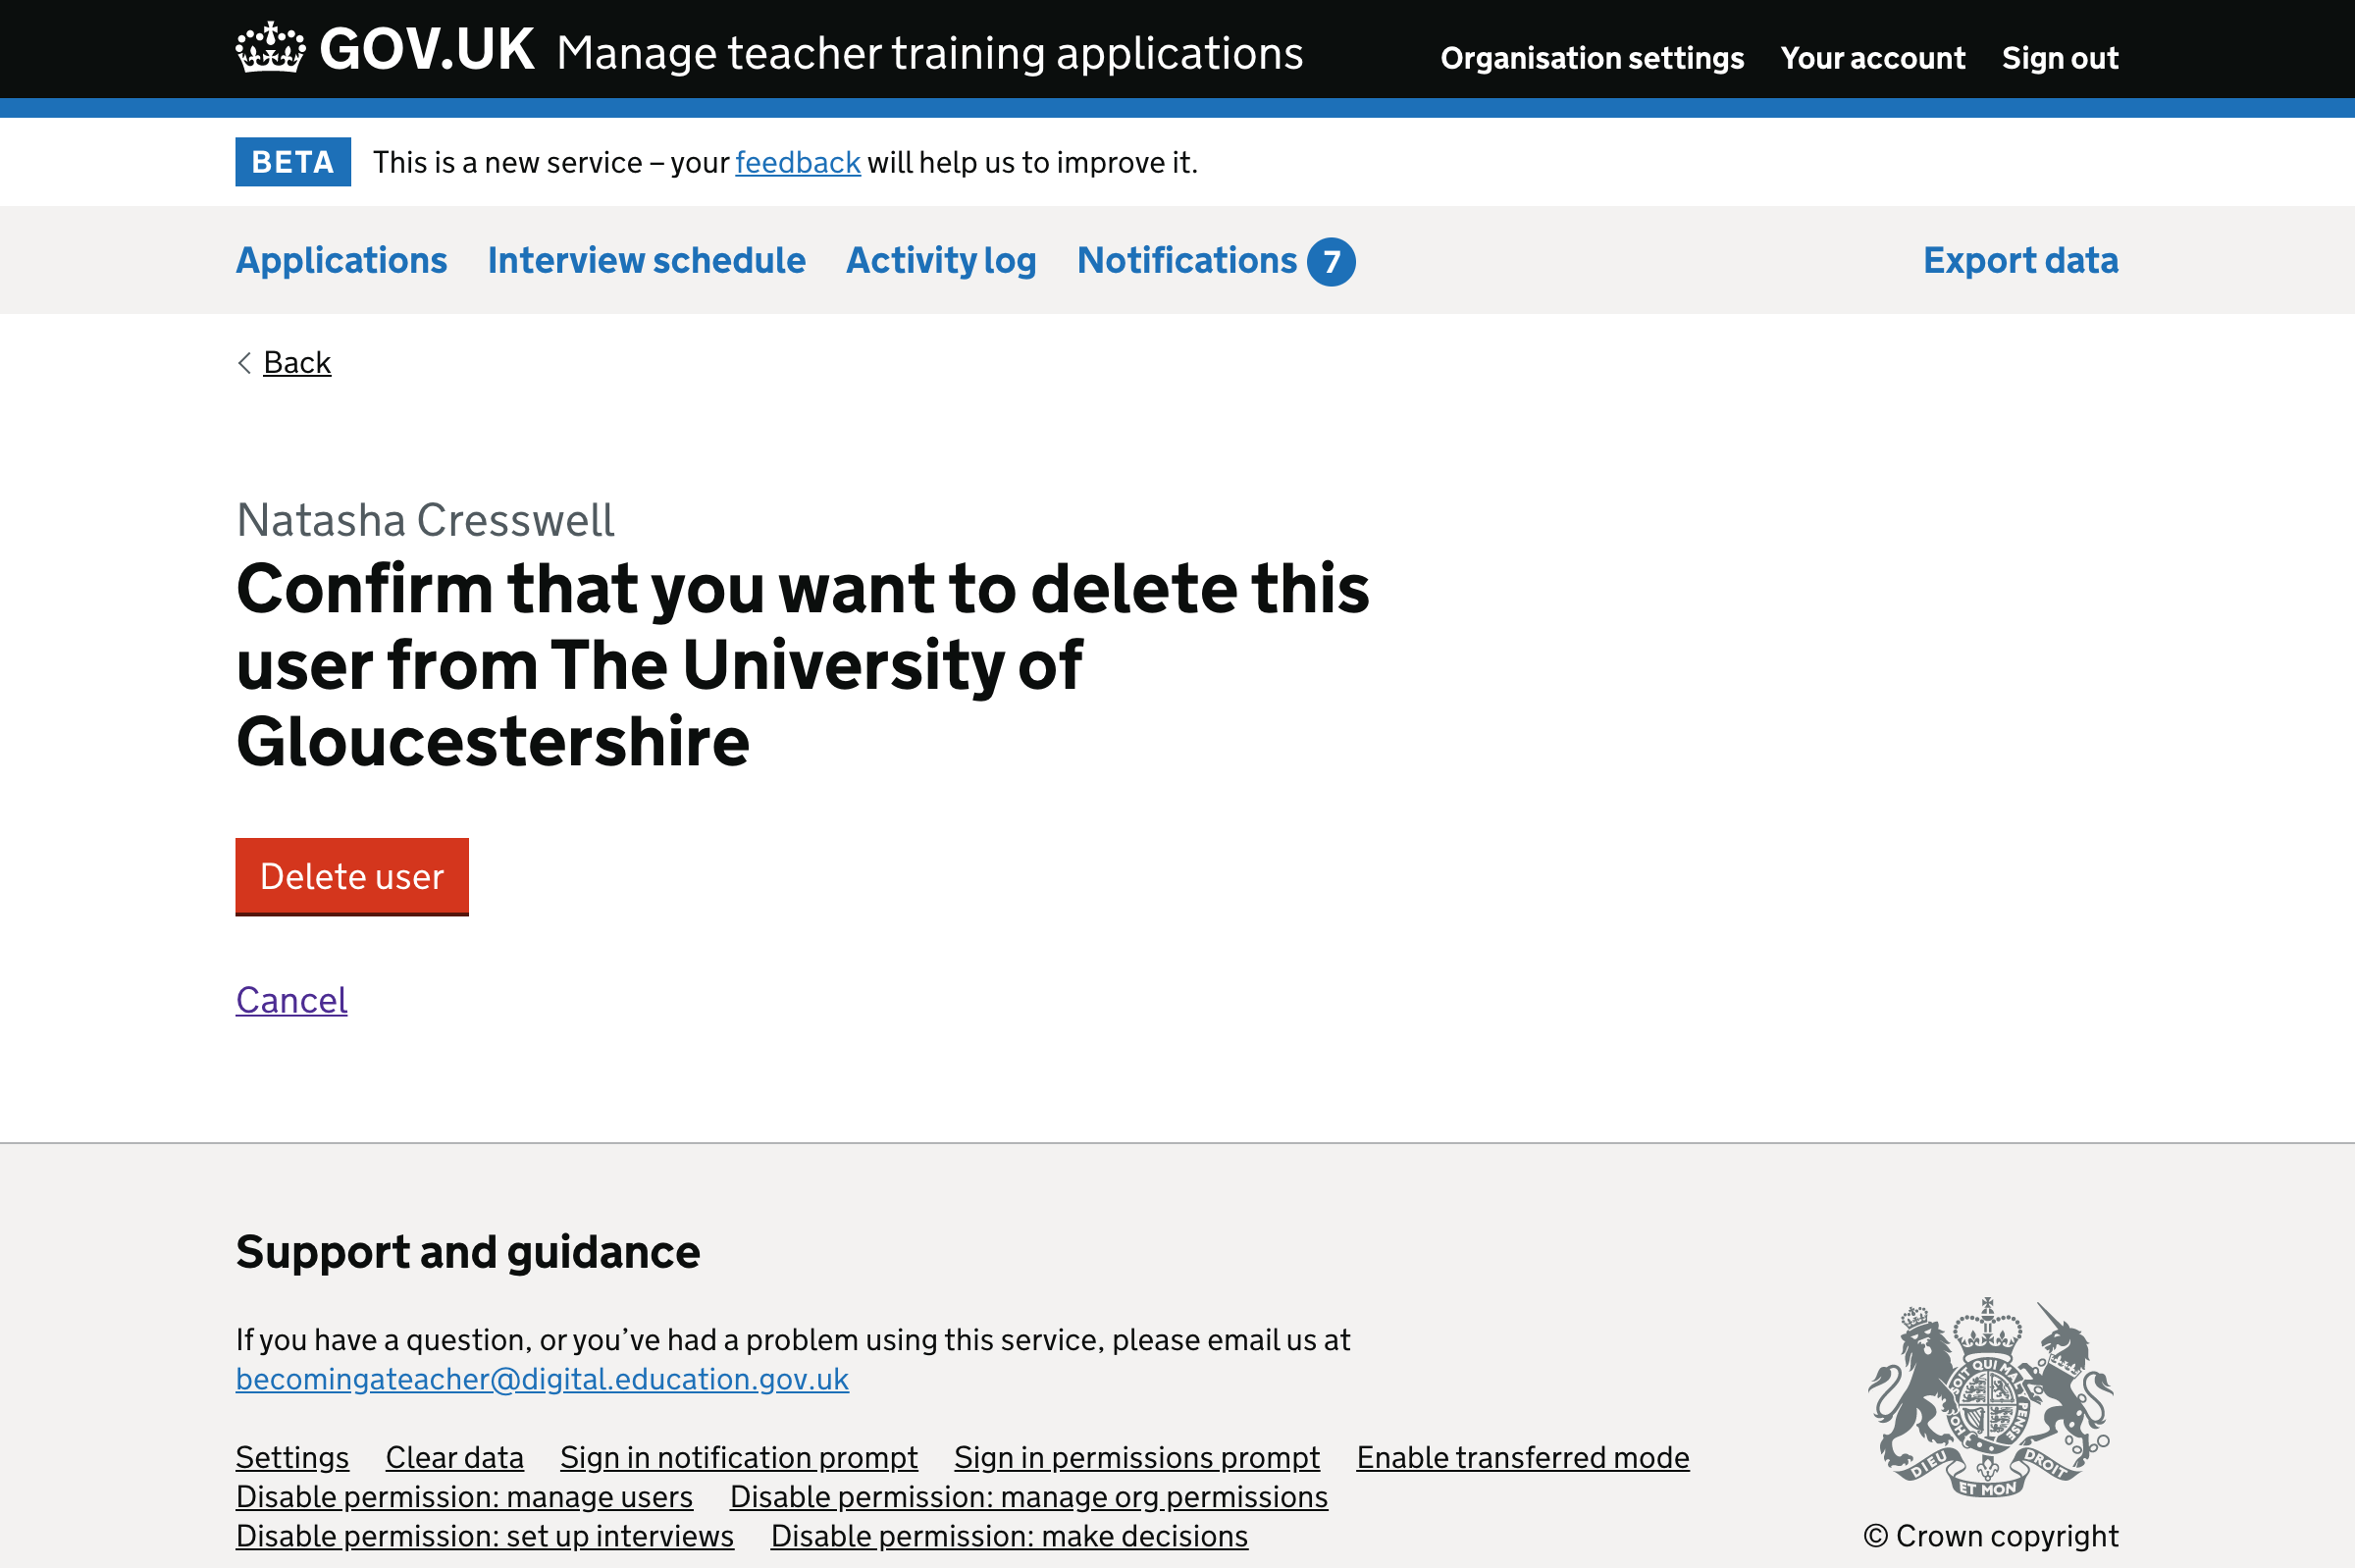 GOV.UK Manage teacher training applications Organisation settings Your account Sign out
BETA This is a new service – your feedback will help us to improve it.
Applications Interview schedule Activity log Notifications 7 Export data
Back
Natasha Cresswell
Confirm that you want to delete this
user from The University of
Gloucestershire
Delete user
Cancel
Support and guidance
If you have a question, or you’ve had a problem using this service, please email us at
becomingateacher@digital.education.gov.uk
Settings Clear data Sign in notification prompt Sign in permissions prompt Enable transferred mode
Disable permission: manage users Disable permission: manage org permissions
Disable permission: set up interviews Disable permission: make decisions
SOIT QUI MAL Y PENSE
DIEU ET MON DROIT
© Crown copyright